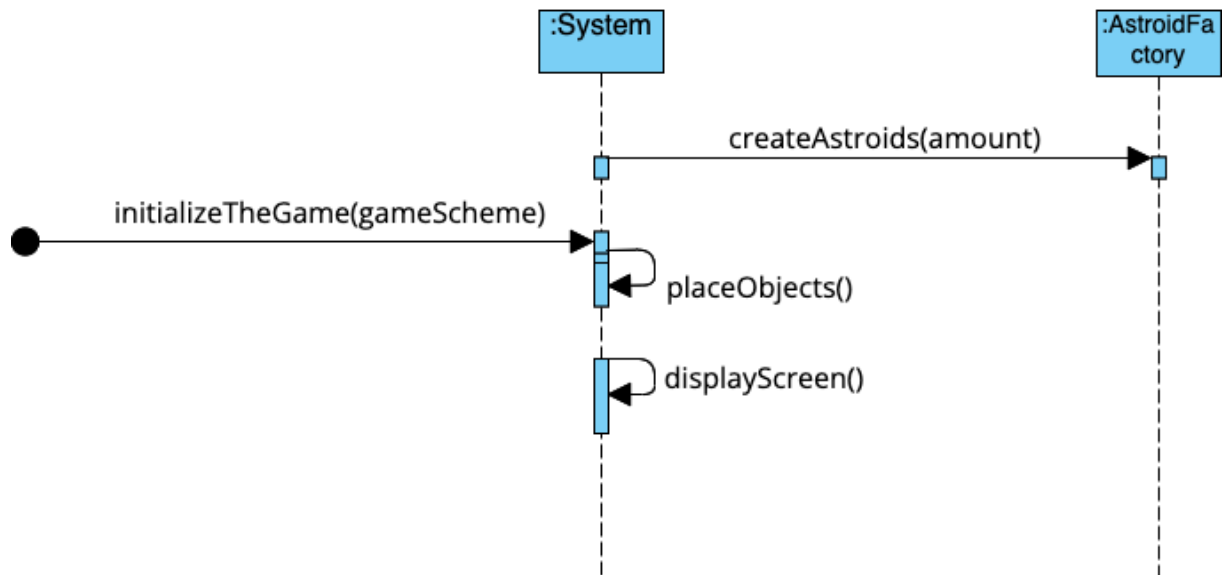 :System
:AstroidFa
ctory
createAstroids(amount)
initializeTheGame(gameScheme)
placeObjects()
displayScreen()